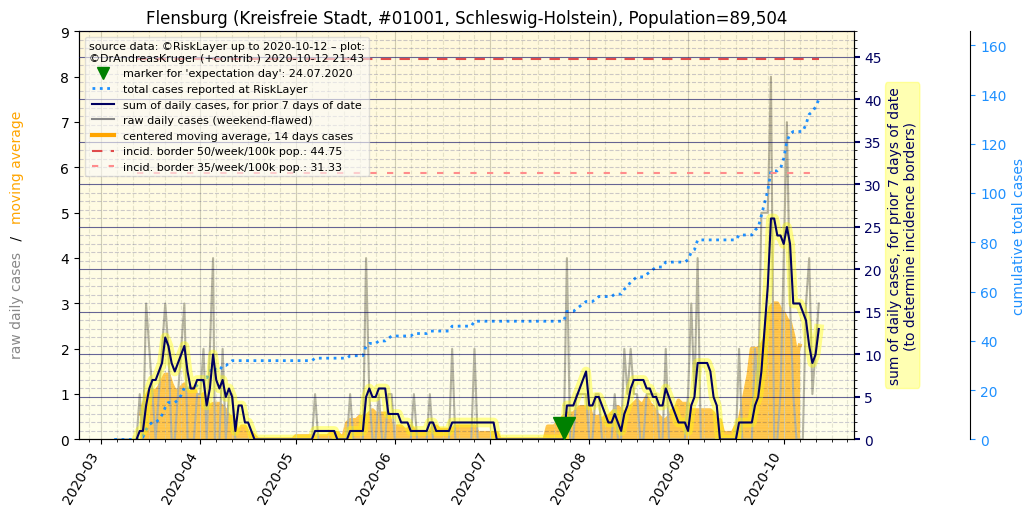 Flensburg (Kreisfreie Stadt, #01001, Schleswig-Holstein), Population=89,504
source data: ©RiskLayer up to 2020-10-12 – plot:
©DrAndreasKruger (+contrib.) 2020-10-12 21:43
marker for 'expectation day': 24.07.2020
total cases reported at RiskLayer
sum of daily cases, for prior 7 days of date
raw daily cases (weekend-flawed)
centered moving average, 14 days cases
incid. border 50/week/100k pop.: 44.75
incid. border 35/week/100k pop.: 31.33
raw daily cases / moving average
9
8
7
6
5
4
3
2
1
0
2020-03
2020-04
2020-05
2020-06
2020-07
2020-08
2020-09
2020-10
45
40
35
30
25
20
15
10
5
0
sum of daily cases, for prior 7 days of date
(to determine incidence borders)
160
140
120
100
80
60
40
20
0
cumulative total cases